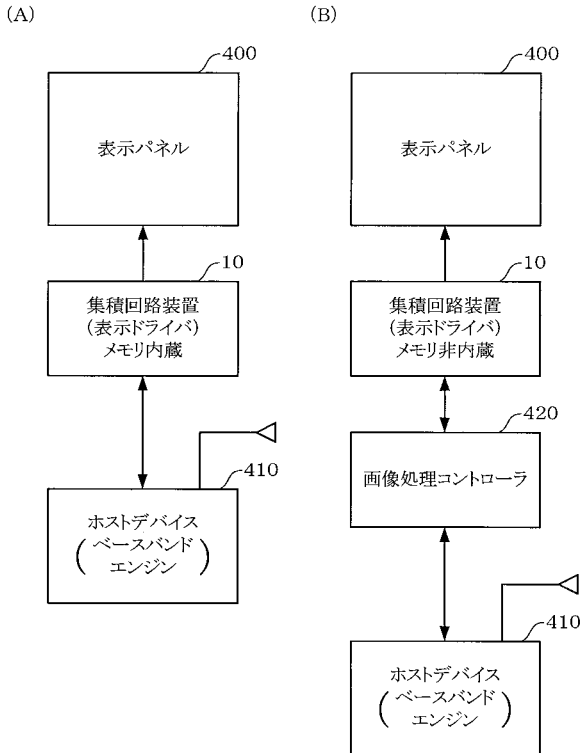 (A)
400
表示パネル
10
集積回路装置
(表示ドライバ)
メモリ内蔵
410
ホストデバイス
(ベースバンド
エンジン)
(B)
400
表示パネル
10
集積回路装置
(表示ドライバ)
メモリ非内蔵
420
画像処理コントローラ
410
ホストデバイス
(ベースバンド
エンジン)